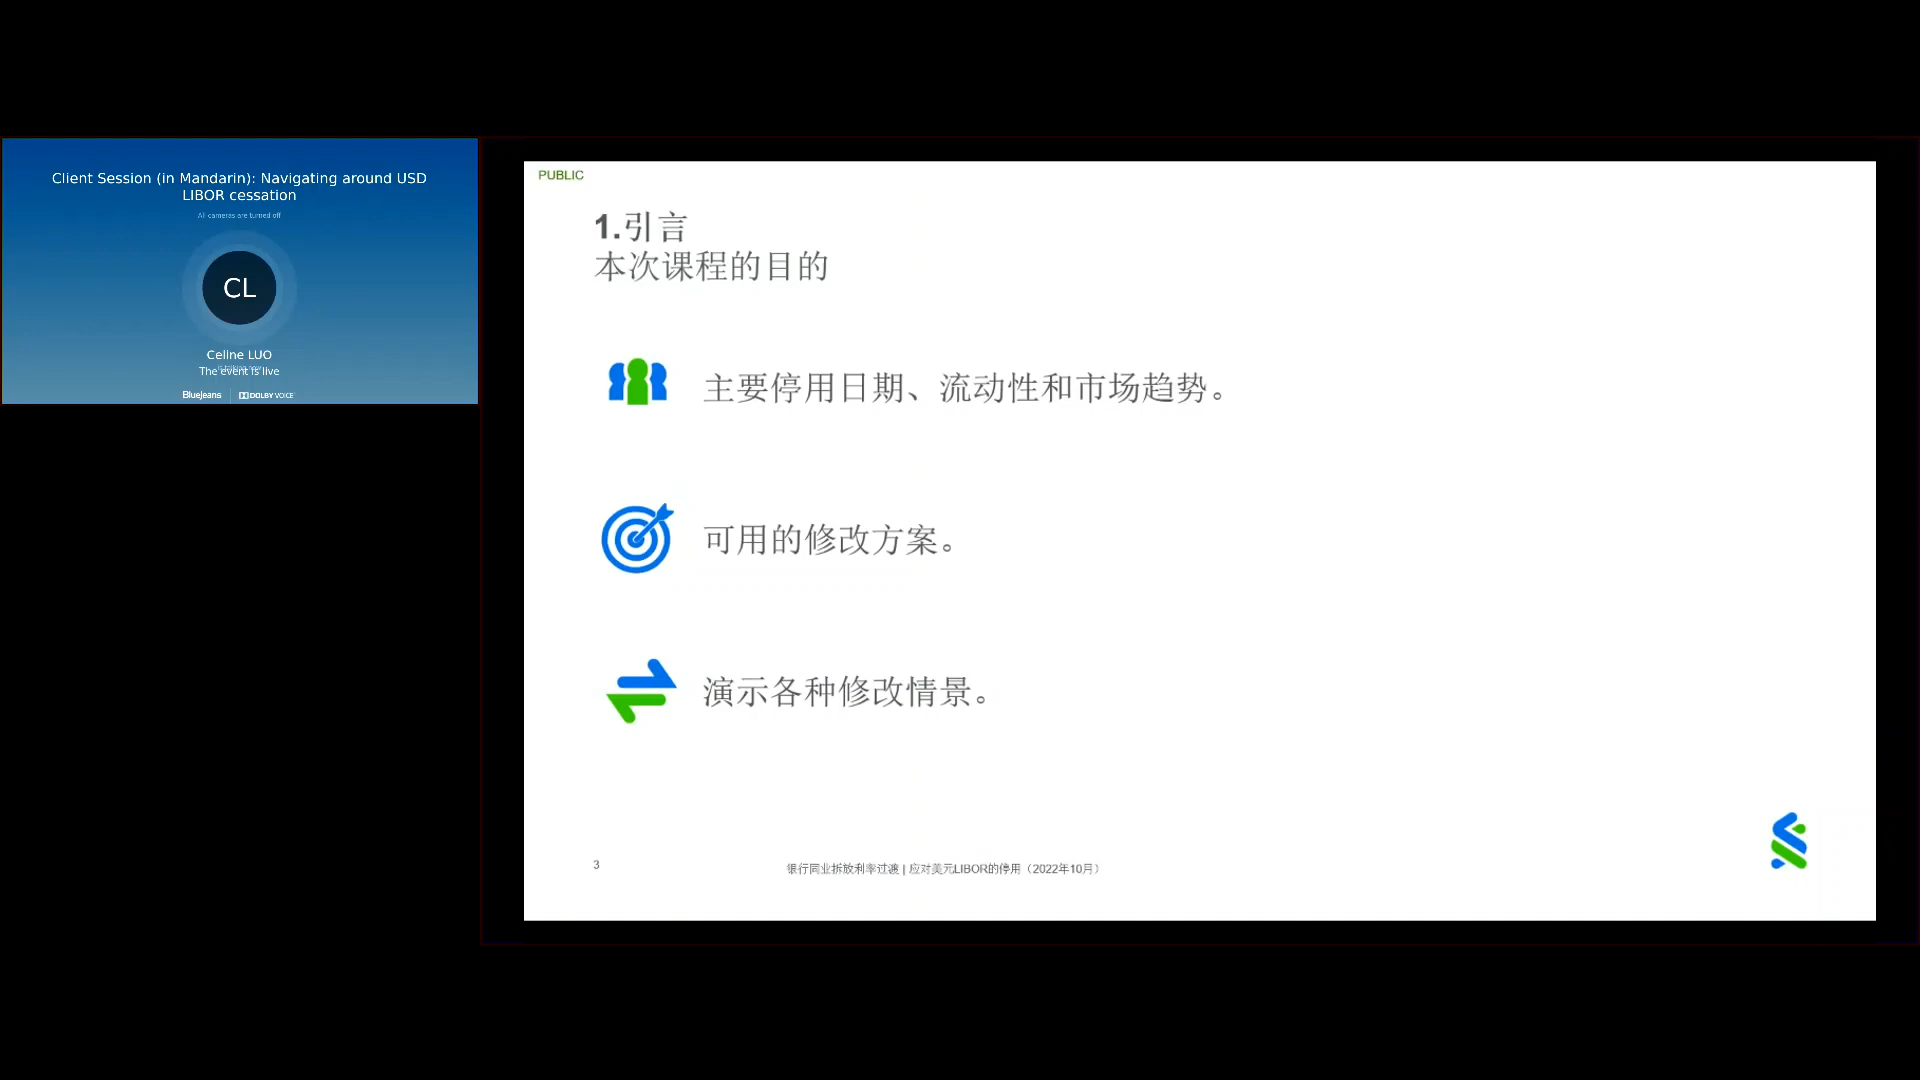 Client Session (in Mandarin): Navigating around USD
LIBOR cessation
All cameras are turned off
CL
Celine LUO
The event is live
BlueJeans
DOLBY VOICE
PUBLIC
1.引言
本次课程的目的
主要停用日期、流动性和市场趋势。
可用的修改方案。
演示各种修改情景。
3
银行同业拆放利率过渡 | 应对美元LIBOR的停用（2022年10月）